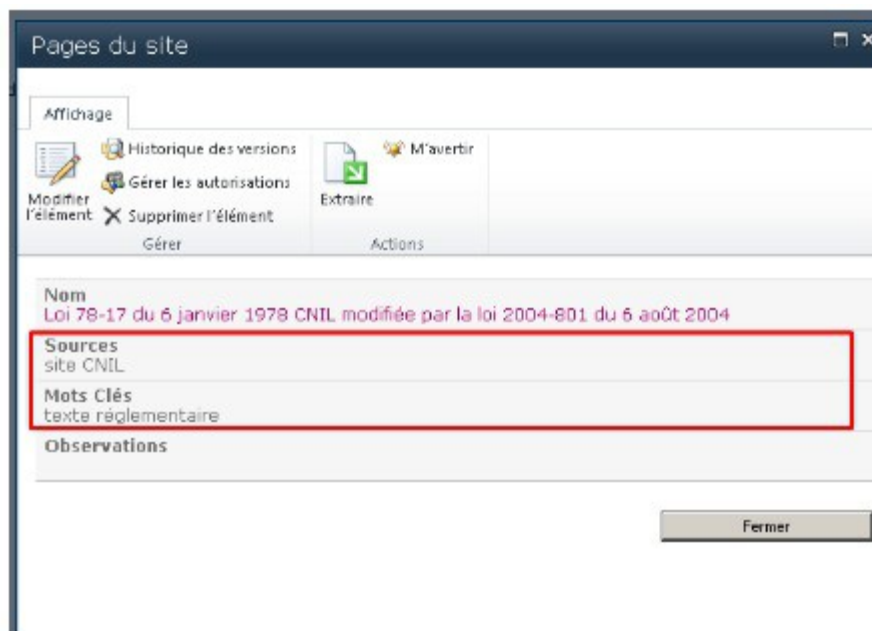 Pages du site
Affichage
Modifier l'élément
Historique des versions
Gérer les autorisations
Supprimer l'élément
Gérer
Extraire
M'avertir
Actions
Nom
Loi 78-17 du 6 janvier 1978 CNIL modifiée par la loi 2004-801 du 6 août 2004
Sources
site CNIL
Mots Clés
texte réglementaire
Observations
Fermer